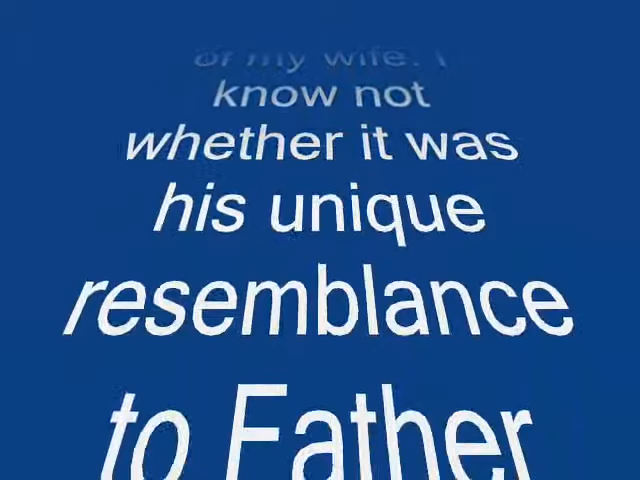 of my wife. I
know not
whether it was
his unique
resemblance
to Father